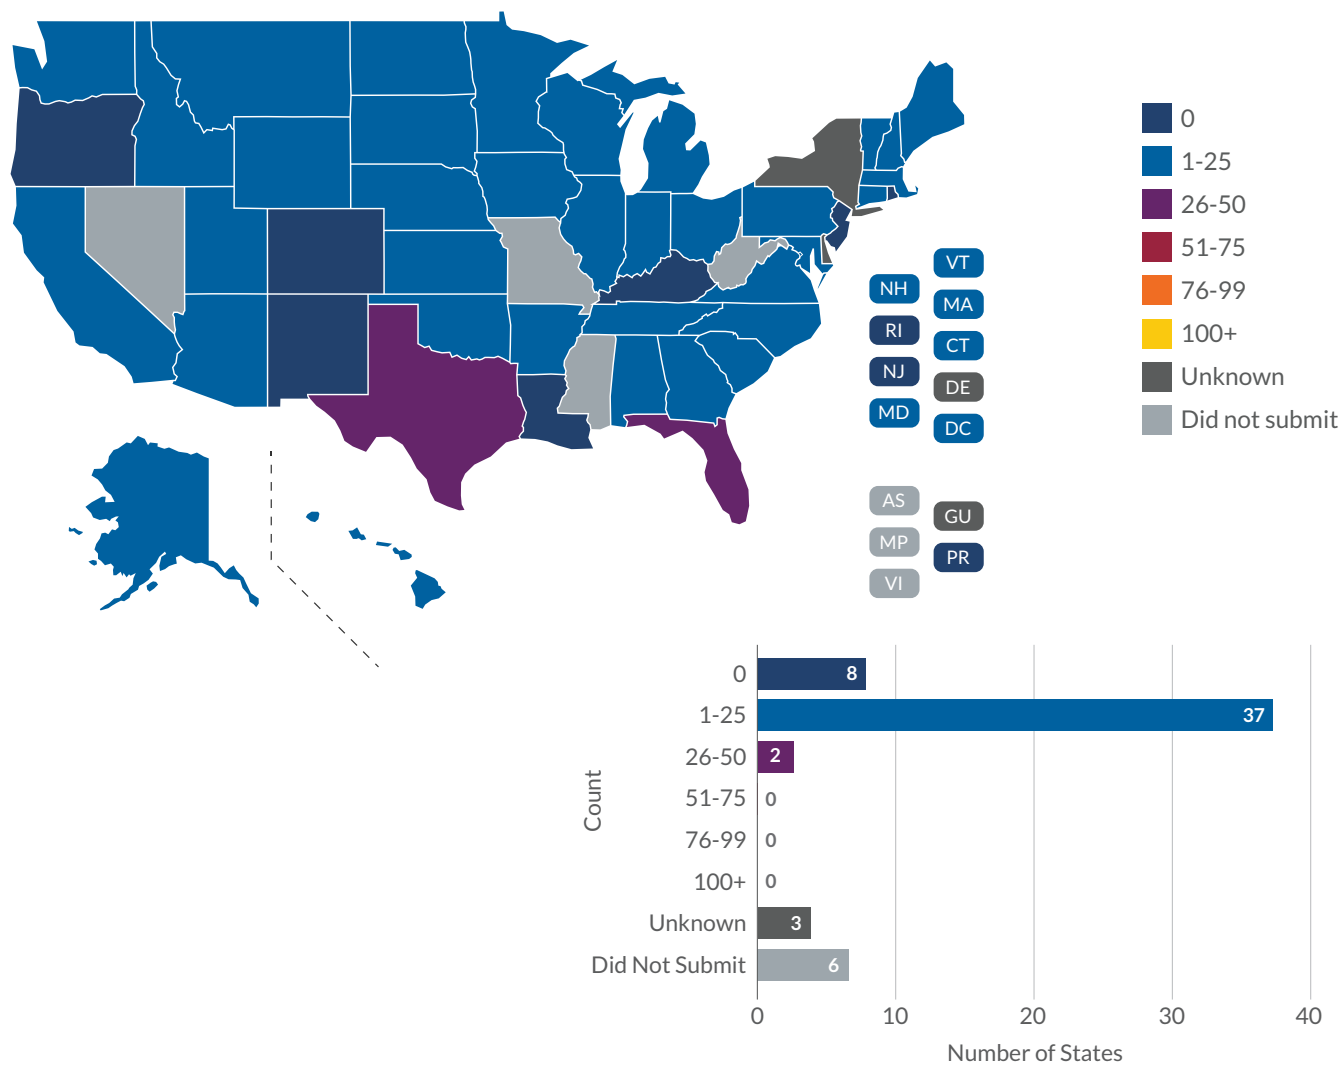 0
1-25
26-50
51-75
76-99
100+
Unknown
Did not submit
VT
NH
MA
RI
CT
NJ
DE
MD
DC
AS
GU
MP
PR
VI
Count
0 8
1-25 37
26-50 2
51-75 0
76-99 0
100+ 0
Unknown 3
Did Not Submit 6
0 10 20 30 40
Number of States